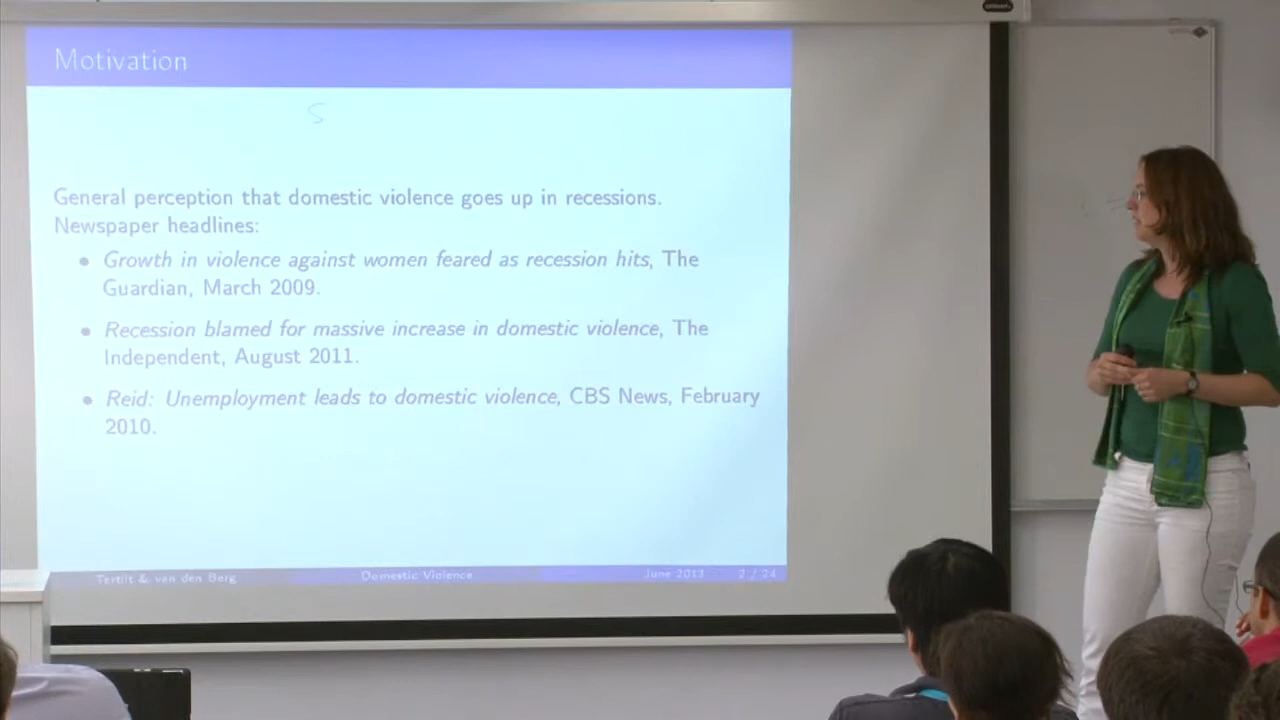 Motivation
General perception that domestic violence goes up in recessions.
Newspaper headlines:
• Growth in violence against women feared as recession hits, The
Guardian, March 2009.
• Recession blamed for massive increase in domestic violence, The
Independent, August 2011.
• Reid: Unemployment leads to domestic violence, CBS News, February
2010.
Tertilt & van den Berg Domestic Violence June 2013 2 / 24